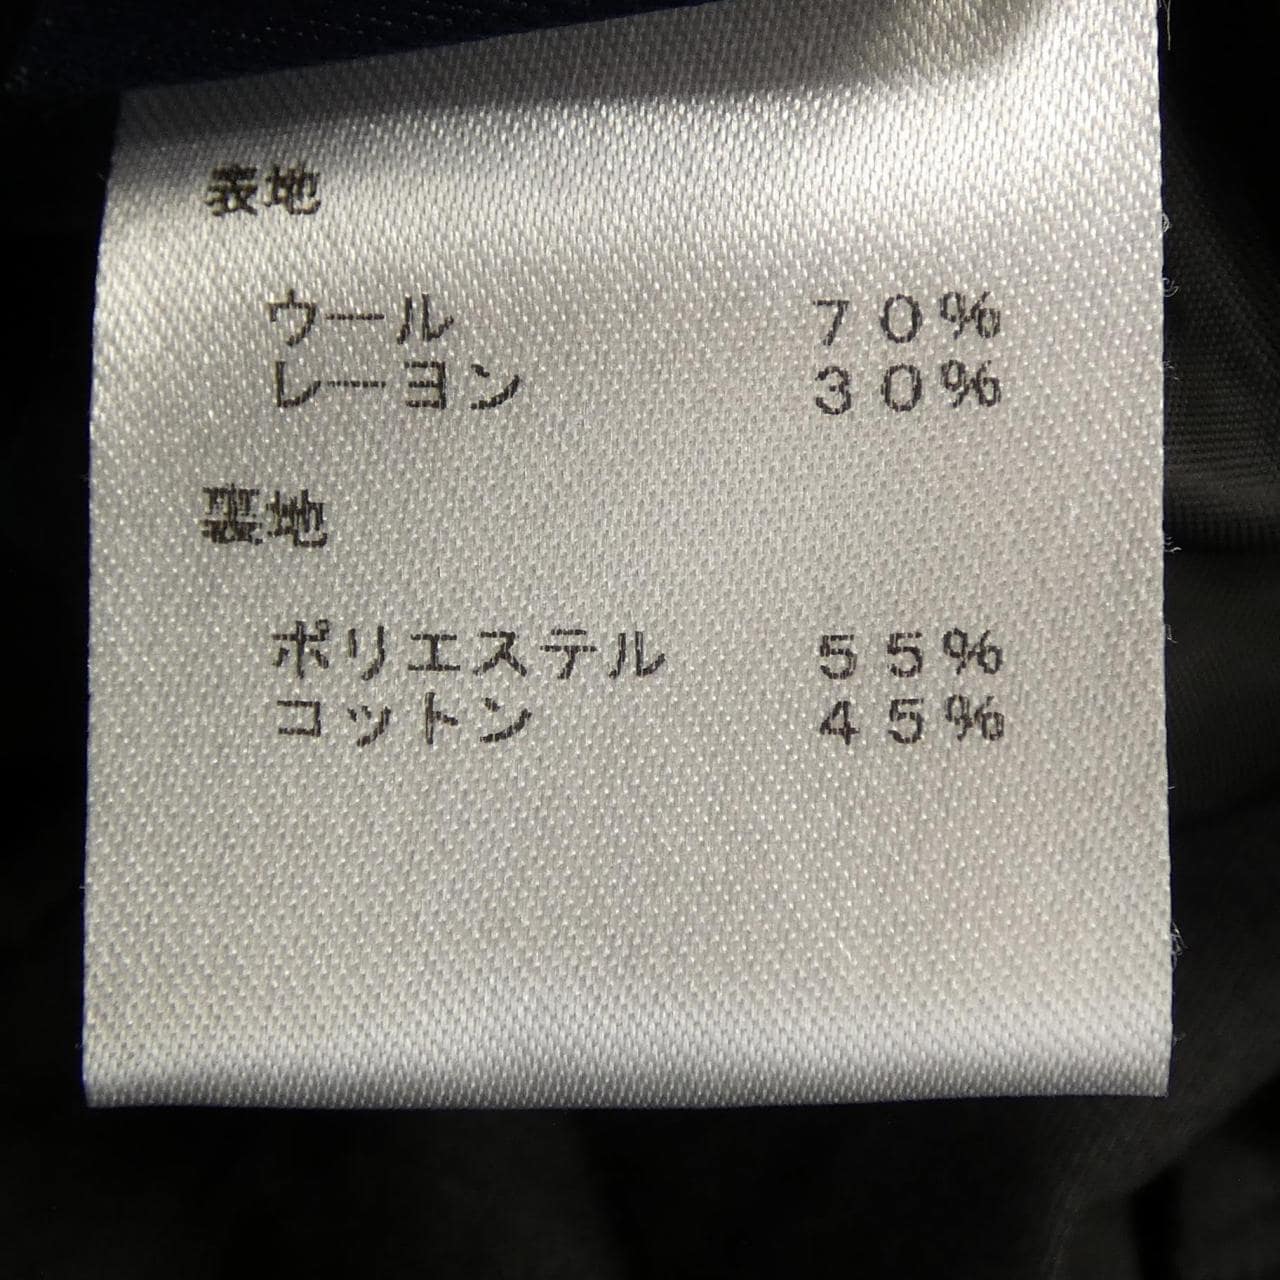 表地
ウール 70%
レーヨン 30%
裏地
ポリエステル 55%
コットン 45%